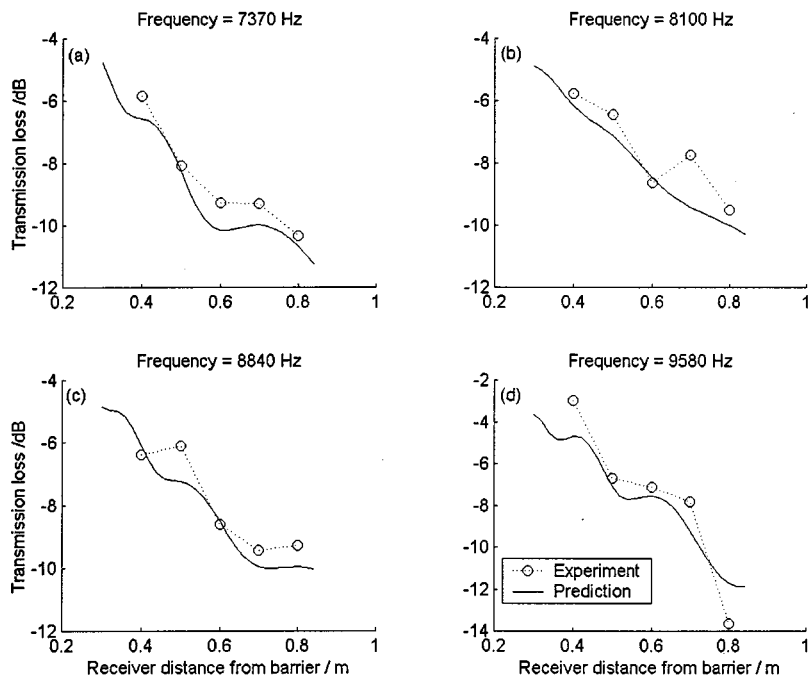 Frequency = 7370 Hz
(a)
Transmission loss /dB
-4
-6
-8
-10
-12
0.2 0.4 0.6 0.8 1
Frequency = 8100 Hz
(b)
-4
-6
-8
-10
-12
0.2 0.4 0.6 0.8 1
Frequency = 8840 Hz
(c)
Transmission loss /dB
-4
-6
-8
-10
-12
0.2 0.4 0.6 0.8 1
Receiver distance from barrier / m
Frequency = 9580 Hz
(d)
-2
-4
-6
-8
-10
-12
-14
0.2 0.4 0.6 0.8 1
Receiver distance from barrier / m
Experiment
Prediction